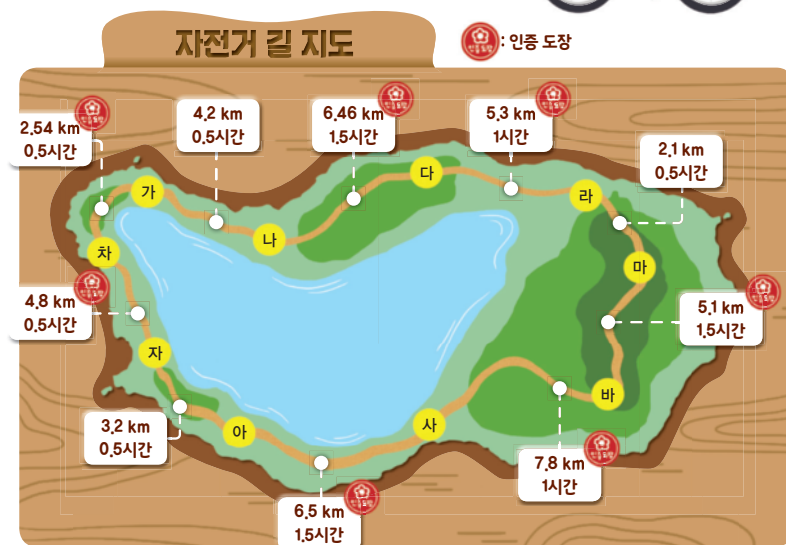 자전거 길 지도
: 인증 도장
2.54 km
0.5시간
4.2 km
0.5시간
6.46 km
1.5시간
5.3 km
1시간
2.1 km
0.5시간
가
나
다
라
마
바
사
아
자
차
4.8 km
0.5시간
5.1 km
1.5시간
3.2 km
0.5시간
7.8 km
1시간
6.5 km
1.5시간